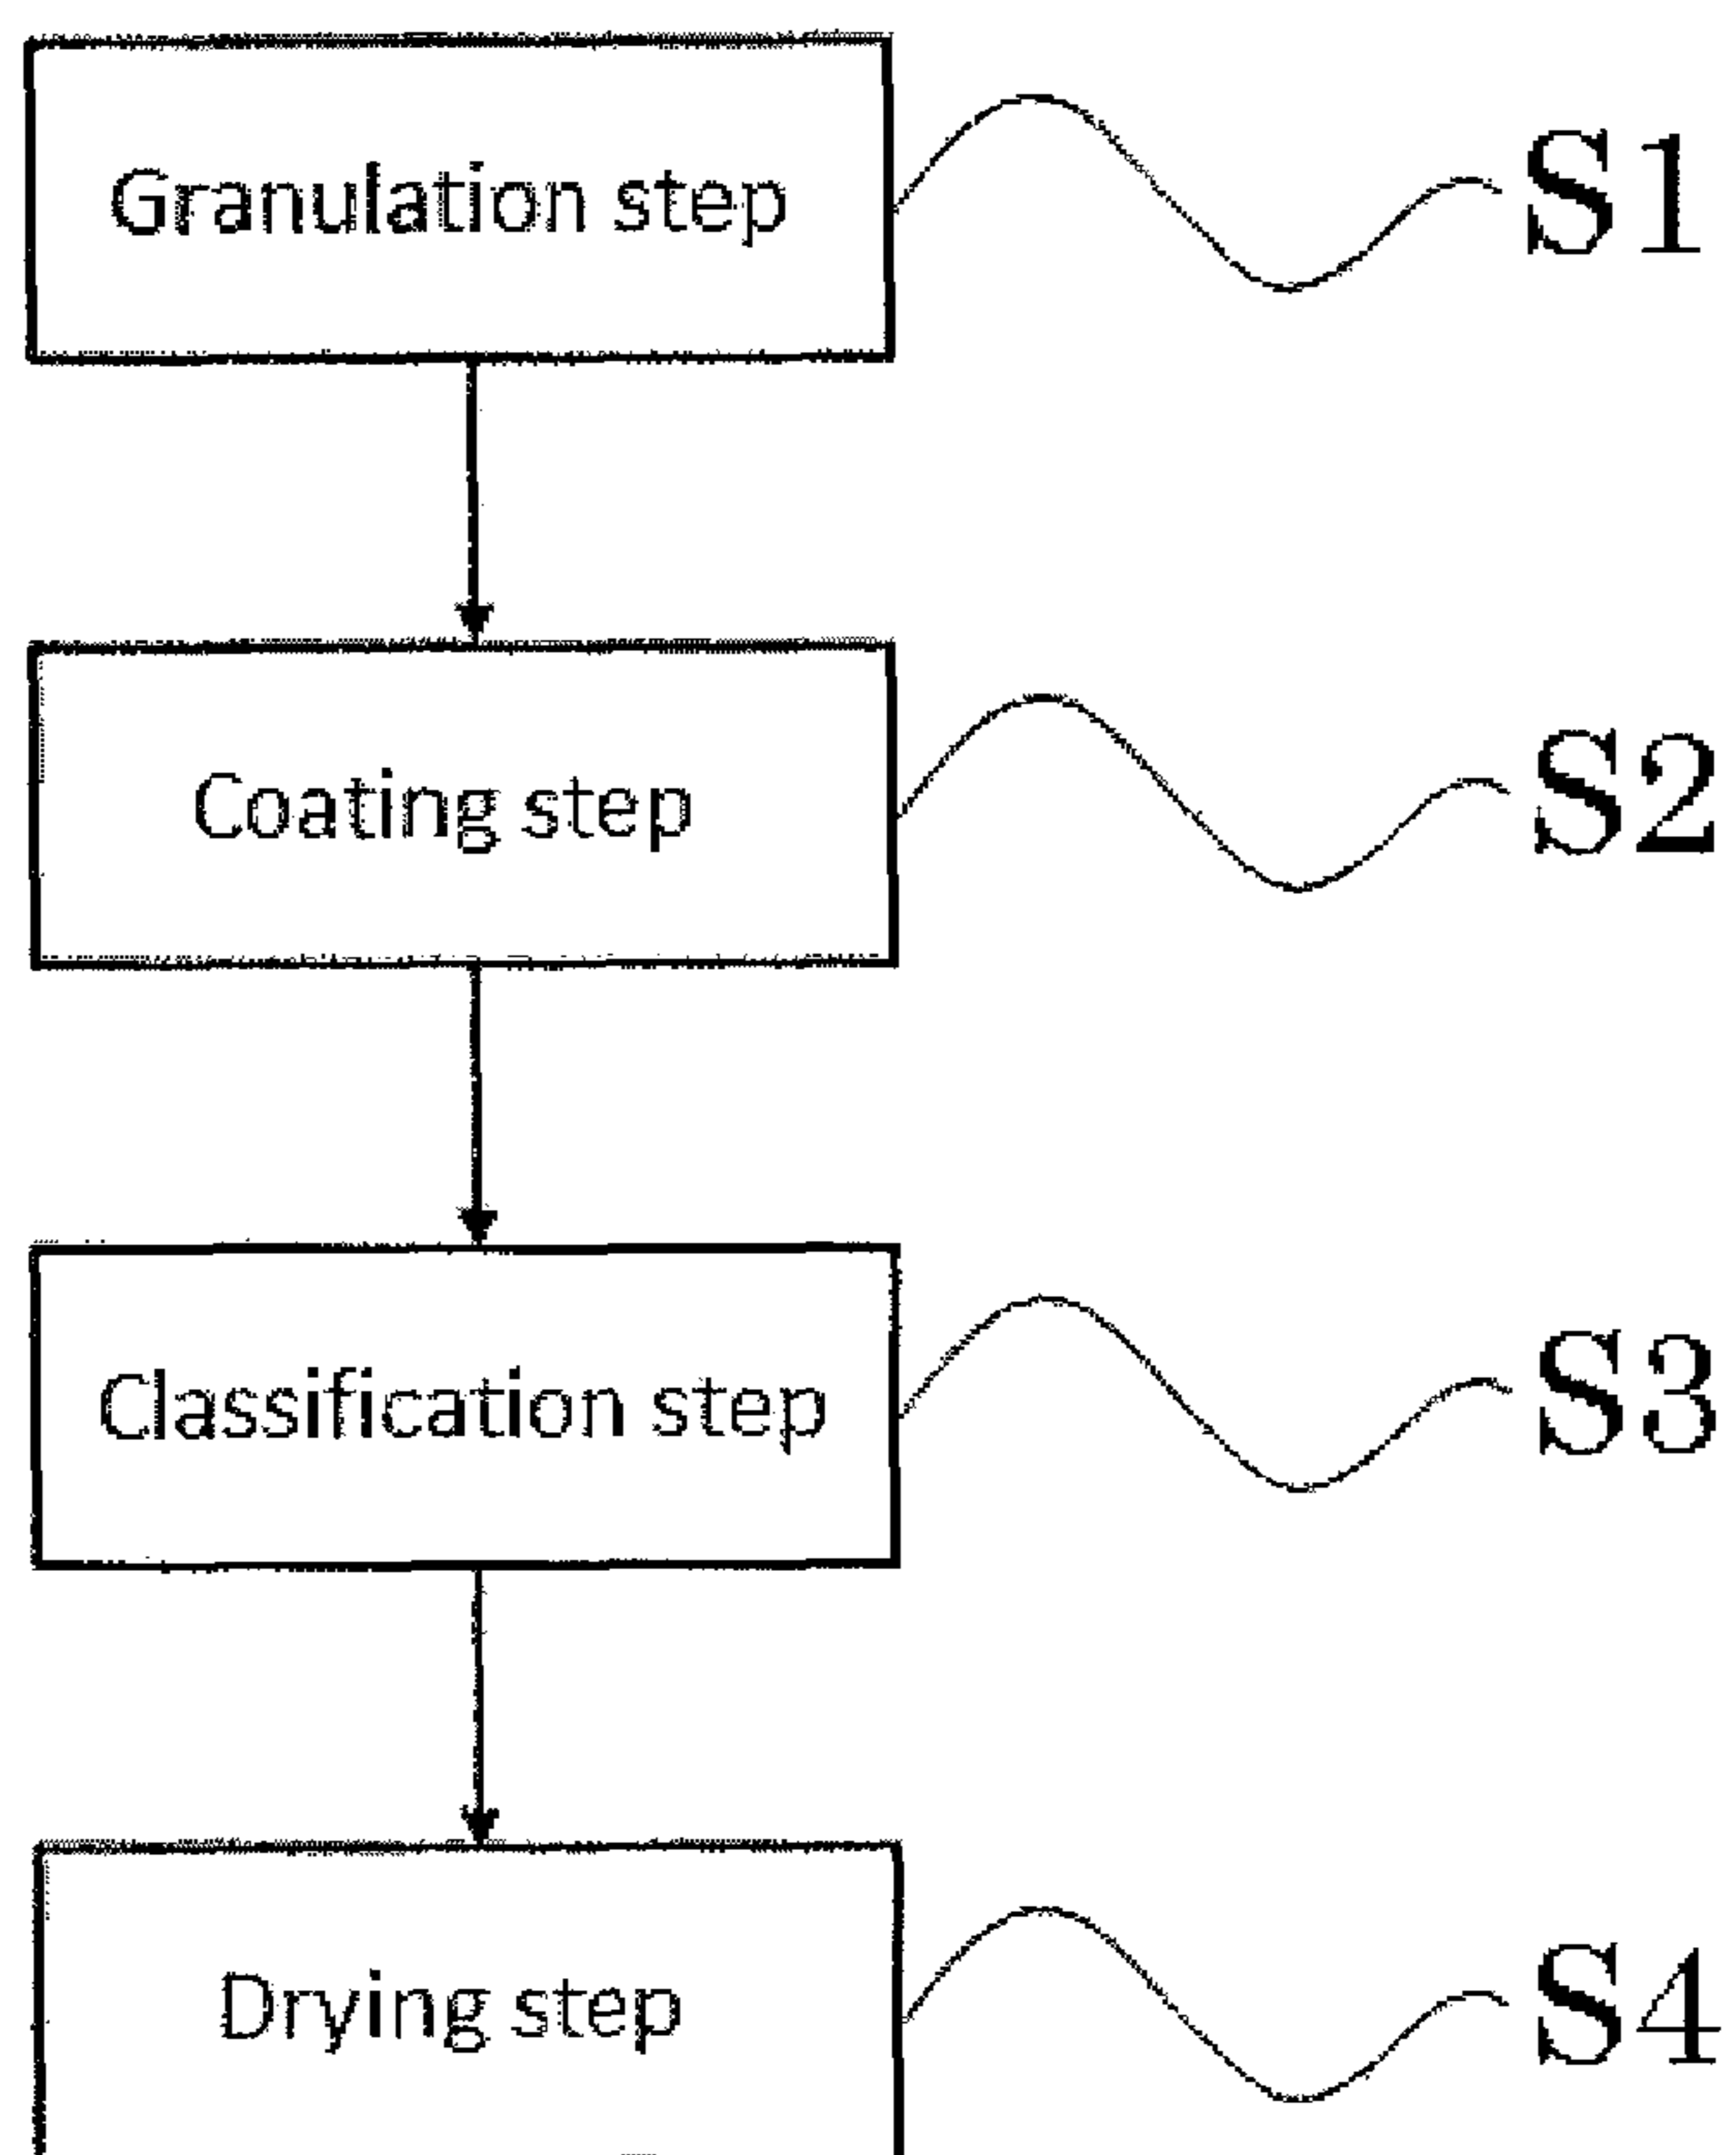 Granulation step S1
Coating step S2
Classification step S3
Drying step S4